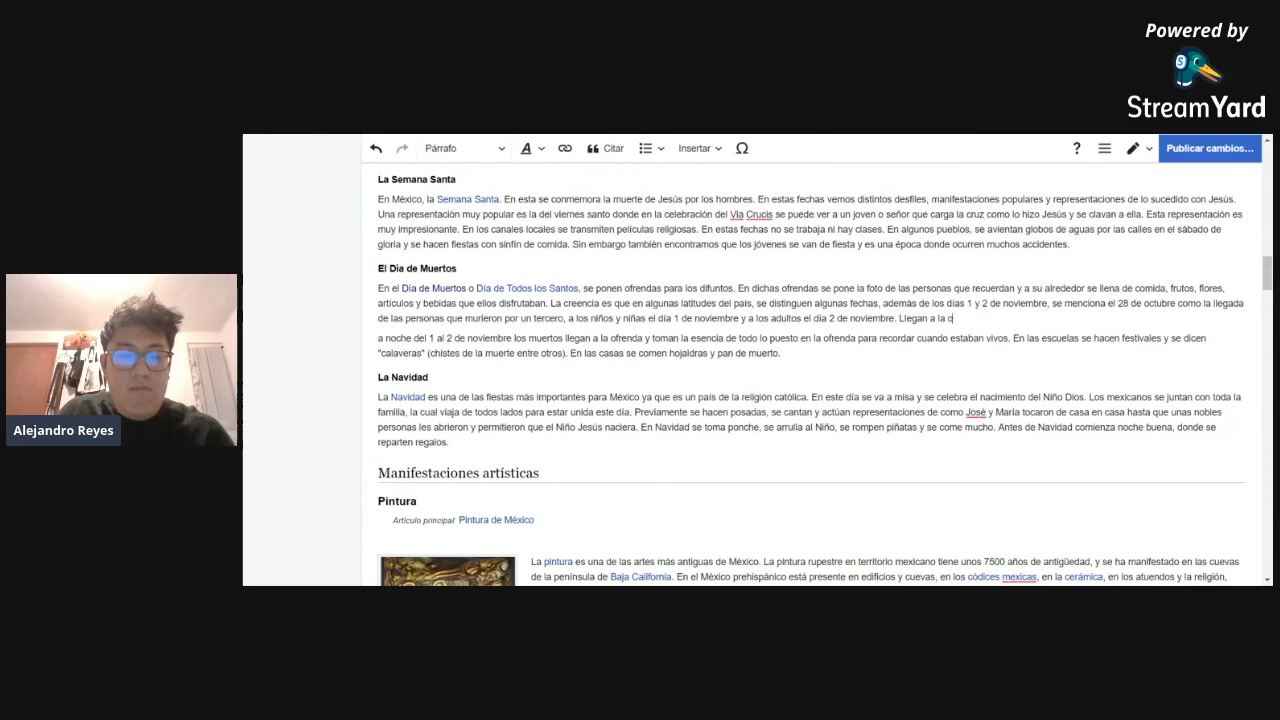 Powered by
StreamYard
Párrafo
A
Citar
Insertar
Ω
?
Publicar cambios...
La Semana Santa
En México, la Semana Santa. En esta se conmemora la muerte de Jesús por los hombres. En estas fechas vemos distintos desfiles, manifestaciones populares y representaciones de lo sucedido con Jesús.
Una representación muy popular es la del viernes santo donde en la celebración del Via Crucis se puede ver a un joven o señor que carga la cruz como lo hizo Jesús y se clavan a ella. Esta representación es
muy impresionante. En los canales locales se transmiten películas religiosas. En estas fechas no se trabaja ni hay clases. En algunos pueblos, se avientan globos de aguas por las calles en el sábado de
gloria y se hacen fiestas con sinfín de comida. Sin embargo también encontramos que los jóvenes se van de fiesta y es una época donde ocurren muchos accidentes.
El Día de Muertos
En el Día de Muertos o Día de Todos los Santos, se ponen ofrendas para los difuntos. En dichas ofrendas se pone la foto de las personas que recuerdan y a su alrededor se llena de comida, frutos, flores,
artículos y bebidas que ellos disfrutaban. La creencia es que en algunas latitudes del país, se distinguen algunas fechas, además de los días 1 y 2 de noviembre, se menciona el 28 de octubre como la llegada
de las personas que murieron por un tercero, a los niños y niñas el día 1 de noviembre y a los adultos el día 2 de noviembre. Llegan a la o
a noche del 1 al 2 de noviembre los muertos llegan a la ofrenda y toman la esencia de todo lo puesto en la ofrenda para recordar cuando estaban vivos. En las escuelas se hacen festivales y se dicen
"calaveras" (chistes de la muerte entre otros). En las casas se comen hojaldras y pan de muerto.
La Navidad
La Navidad es una de las fiestas más importantes para México ya que es un país de la religión católica. En este día se va a misa y se celebra el nacimiento del Niño Dios. Los mexicanos se juntan con toda la
familia, la cual viaja de todos lados para estar unida este día. Previamente se hacen posadas, se cantan y actúan representaciones de como José y María tocaron de casa en casa hasta que unas nobles
personas les abrieron y permitieron que el Niño Jesús naciera. En Navidad se toma ponche, se arrulla al Niño, se rompen piñatas y se come mucho. Antes de Navidad comienza noche buena, donde se
reparten regalos.
Manifestaciones artísticas
Pintura
Artículo principal: Pintura de México
La pintura es una de las artes más antiguas de México. La pintura rupestre en territorio mexicano tiene unos 7500 años de antigüedad, y se ha manifestado en las cuevas
de la península de Baja California. En el México prehispánico está presente en edificios y cuevas, en los códices mexicas, en la cerámica, en los atuendos y la religión,
Alejandro Reyes